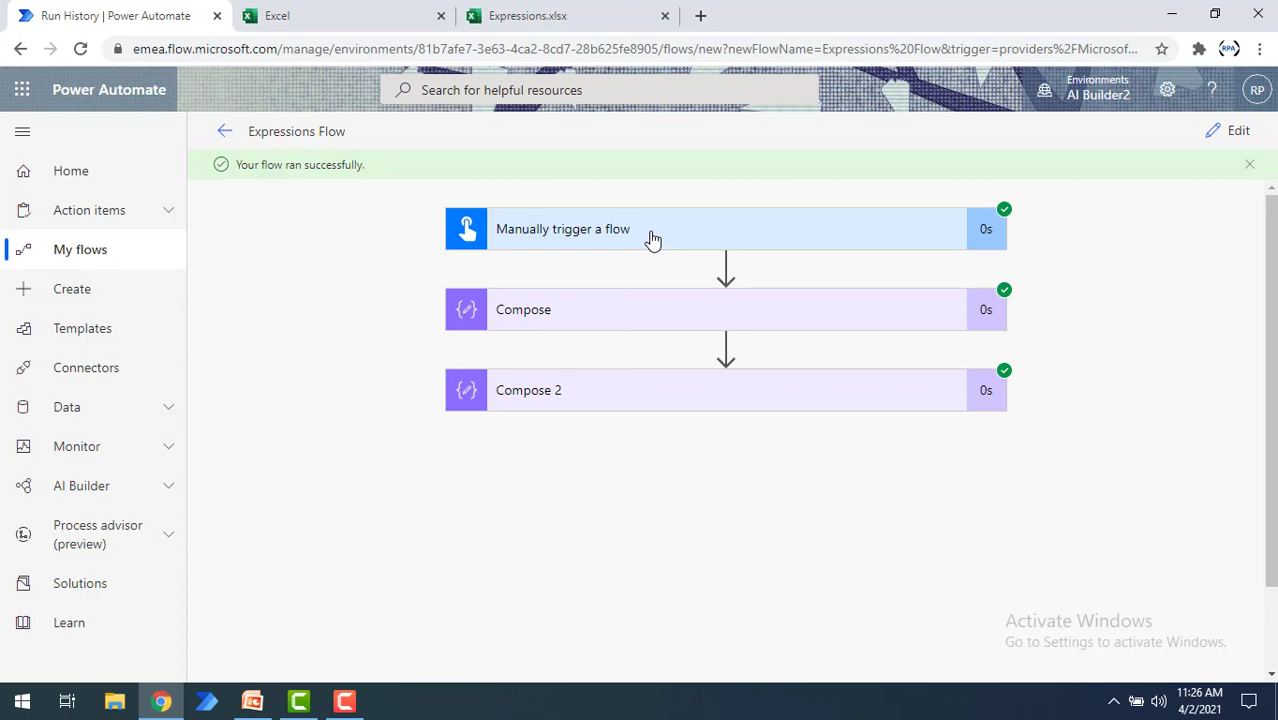 Run History | Power Automate
Excel
Expressions.xlsx
emea.flow.microsoft.com/manage/environments/81b7afe7-3e63-4ca2-8cd7-28b625fe8905/flows/new?newFlowName=Expressions%20Flow&trigger=providers%2FMicrosof...
RPA
Power Automate
Search for helpful resources
Environments
AI Builder2
RP
Expressions Flow
Edit
Your flow ran successfully.
Home
Action items
My flows
Create
Templates
Connectors
Data
Monitor
AI Builder
Process advisor
(preview)
Solutions
Learn
Manually trigger a flow
0s
Compose
0s
Compose 2
0s
Activate Windows
Go to Settings to activate Windows.
11:26 AM
4/2/2021